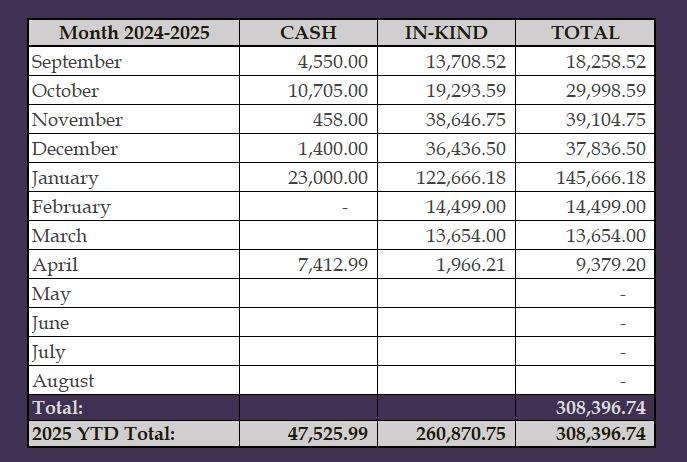 Month 2024-2025 CASH IN-KIND TOTAL
September 4,550.00 13,708.52 18,258.52
October 10,705.00 19,293.59 29,998.59
November 458.00 38,646.75 39,104.75
December 1,400.00 36,436.50 37,836.50
January 23,000.00 122,666.18 145,666.18
February - 14,499.00 14,499.00
March 13,654.00 13,654.00
April 7,412.99 1,966.21 9,379.20
May -
June -
July -
August -
Total: 308,396.74
2025 YTD Total: 47,525.99 260,870.75 308,396.74